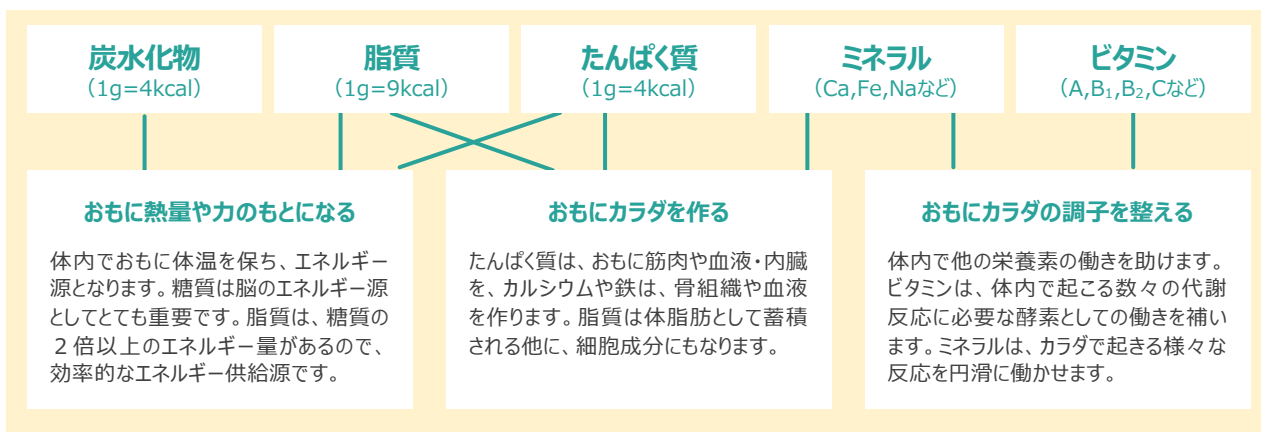 炭水化物
（1g=4kcal）
脂質
（1g=9kcal）
たんぱく質
（1g=4kcal）
ミネラル
（Ca,Fe,Naなど）
ビタミン
（A,B₁,B₂,Cなど）
おもに熱量や力のもとになる
体内でおもに体温を保ち、エネルギー
源となります。糖質は脳のエネルギー源
としてとても重要です。脂質は、糖質の
２倍以上のエネルギー量があるので、
効率的なエネルギー供給源です。
おもにカラダを作る
たんぱく質は、おもに筋肉や血液・内臓
を、カルシウムや鉄は、骨組織や血液
を作ります。脂質は体脂肪として蓄積
される他に、細胞成分にもなります。
おもにカラダの調子を整える
体内で他の栄養素の働きを助けます。
ビタミンは、体内で起こる数々の代謝
反応に必要な酵素としての働きを補い
ます。ミネラルは、カラダで起きる様々な
反応を円滑に働かせます。